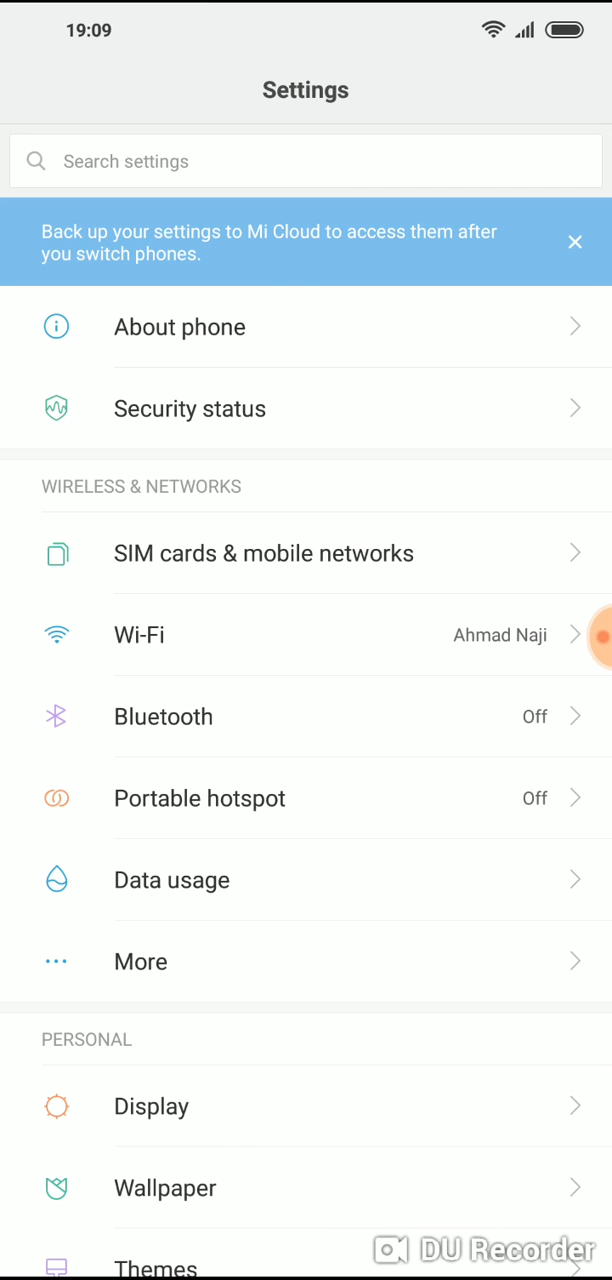 19:09
Settings
Search settings
Back up your settings to Mi Cloud to access them after
you switch phones.
About phone
Security status
WIRELESS & NETWORKS
SIM cards & mobile networks
Wi-Fi Ahmad Naji
Bluetooth Off
Portable hotspot Off
Data usage
More
PERSONAL
Display
Wallpaper
Themes
DU Recorder